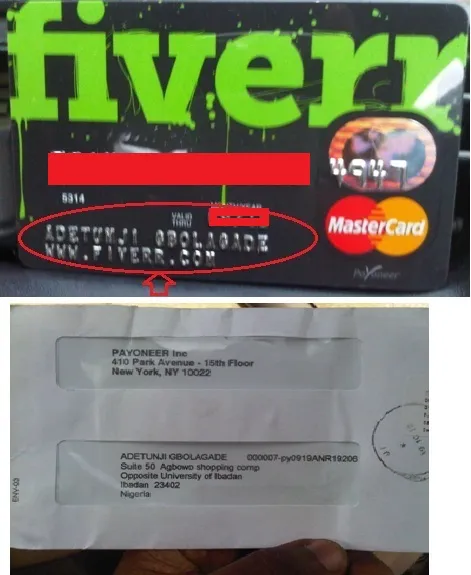 fiverr
5314
VALID
THRU
ADETUNJI GBOLAGADE
WWW.FIVERR.COM
MasterCard
Payoneer
PAYONEER Inc
410 Park Avenue - 15th Floor
New York, NY 10022
ADETUNJI GBOLAGADE 000007-py0919ANR19206
Suite 50 Agbowo shopping comp
Opposite University of Ibadan
Ibadan 23402
Nigeria
ENV-03